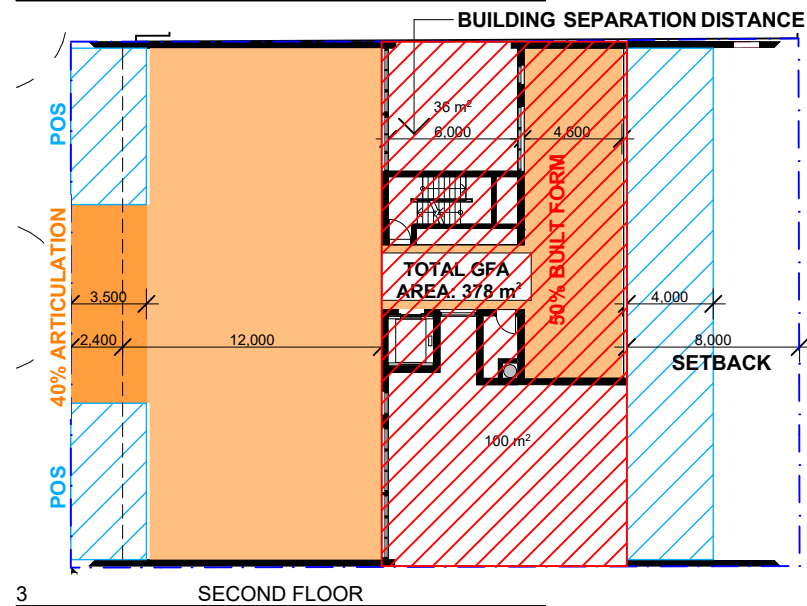 BUILDING SEPARATION DISTANCE
POS
36 m²
6,000
4,600
50% BUILT FORM
40% ARTICULATION
TOTAL GFA
AREA: 378 m²
3,500
4,000
2,400
12,000
8,000
SETBACK
POS
100 m²
3 SECOND FLOOR